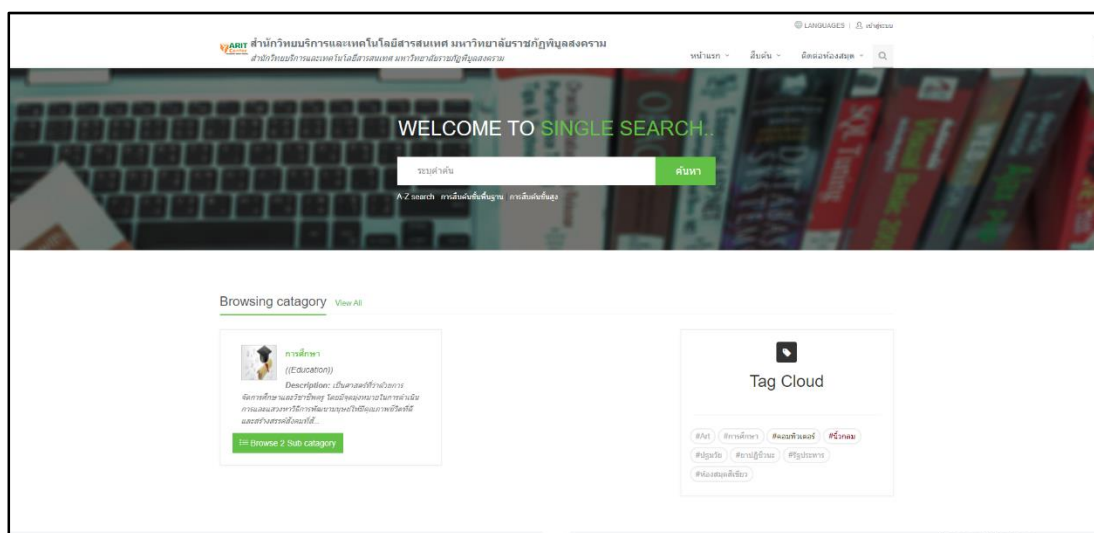 LANGUAGES | เข้าสู่ระบบ
ARIT สำนักวิทยบริการและเทคโนโลยีสารสนเทศ มหาวิทยาลัยราชภัฏพิบูลสงคราม
สำนักวิทยบริการและเทคโนโลยีสารสนเทศ มหาวิทยาลัยราชภัฏพิบูลสงคราม
หน้าแรก สืบค้น ติดต่อห้องสมุด
WELCOME TO SINGLE SEARCH..
ระบุคำค้น ค้นหา
A-Z search การสืบค้นขั้นพื้นฐาน การสืบค้นขั้นสูง
SQL Tuning
Browsing catagory View All
การศึกษา
((Education))
Description: เป็นศาสตร์ที่ว่าด้วยการ
จัดการศึกษาและวิชาชีพครู โดยมีจุดมุ่งหมายในการดำเนิน
การและแสวงหาวิธีการพัฒนามนุษย์ให้มีคุณภาพชีวิตที่ดี
และสร้างสรรค์สังคมที่สั...
Browse 2 Sub catagory
Tag Cloud
#Art #การศึกษา #คอมพิวเตอร์ #นิ้วกลม
#ปฐมวัย #ยาปฏิชีวนะ #รัฐประหาร
#ห้องสมุดสีเขียว